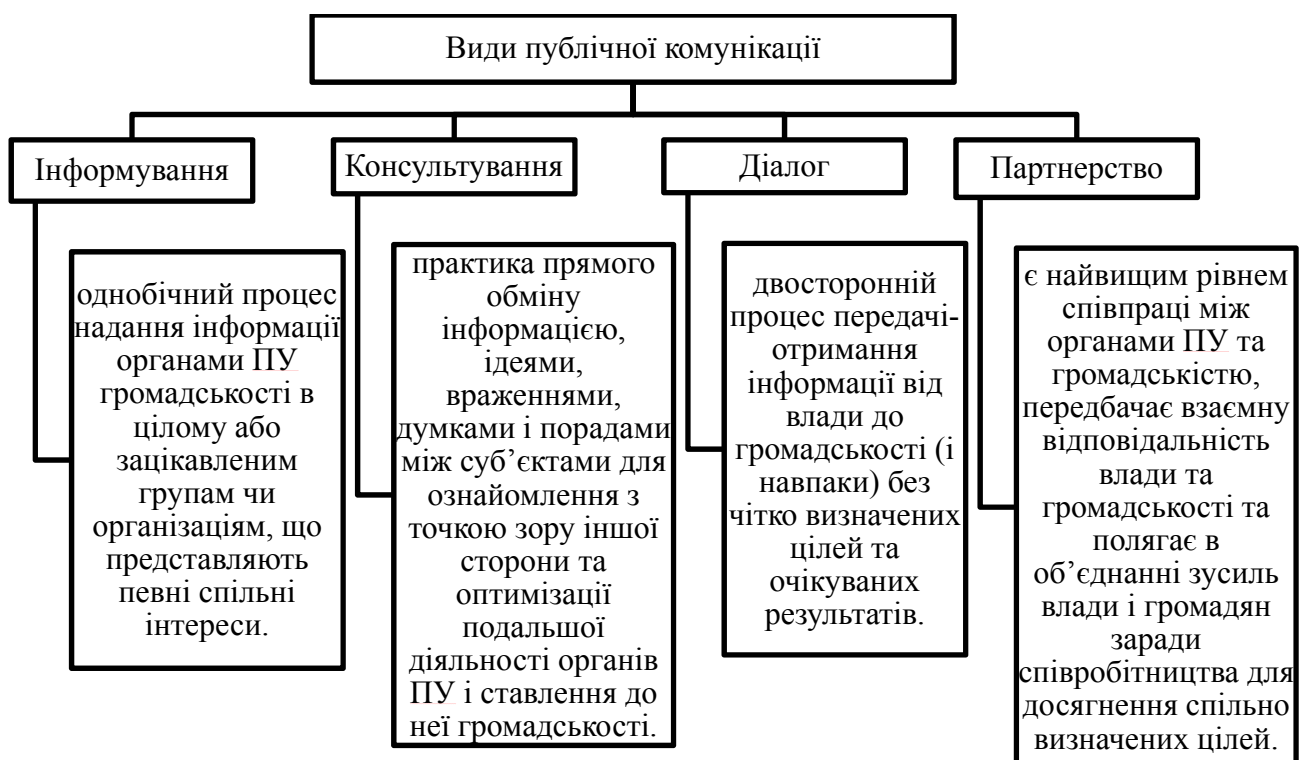 Види публічної комунікації
Інформування
однобічний процес
надання інформації
органами ПУ
громадськості в
цілому або
зацікавленим
групам чи
організаціям, що
представляють
певні спільні
інтереси.
Консультування
практика прямого
обміну
інформацією,
ідеями,
враженнями,
думками і порадами
між суб’єктами для
ознайомлення з
точкою зору іншої
сторони та
оптимізації
подальшої
діяльності органів
ПУ і ставлення до
неї громадськості.
Діалог
двосторонній
процес передачі-
отримання
інформації від
влади до
громадськості (і
навпаки) без
чітко визначених
цілей та
очікуваних
результатів.
Партнерство
є найвищим рівнем
співпраці між
органами ПУ та
громадськістю,
передбачає взаємну
відповідальність
влади та
громадськості та
полягає в
об’єднанні зусиль
влади і громадян
заради
співробітництва для
досягнення спільно
визначених цілей.